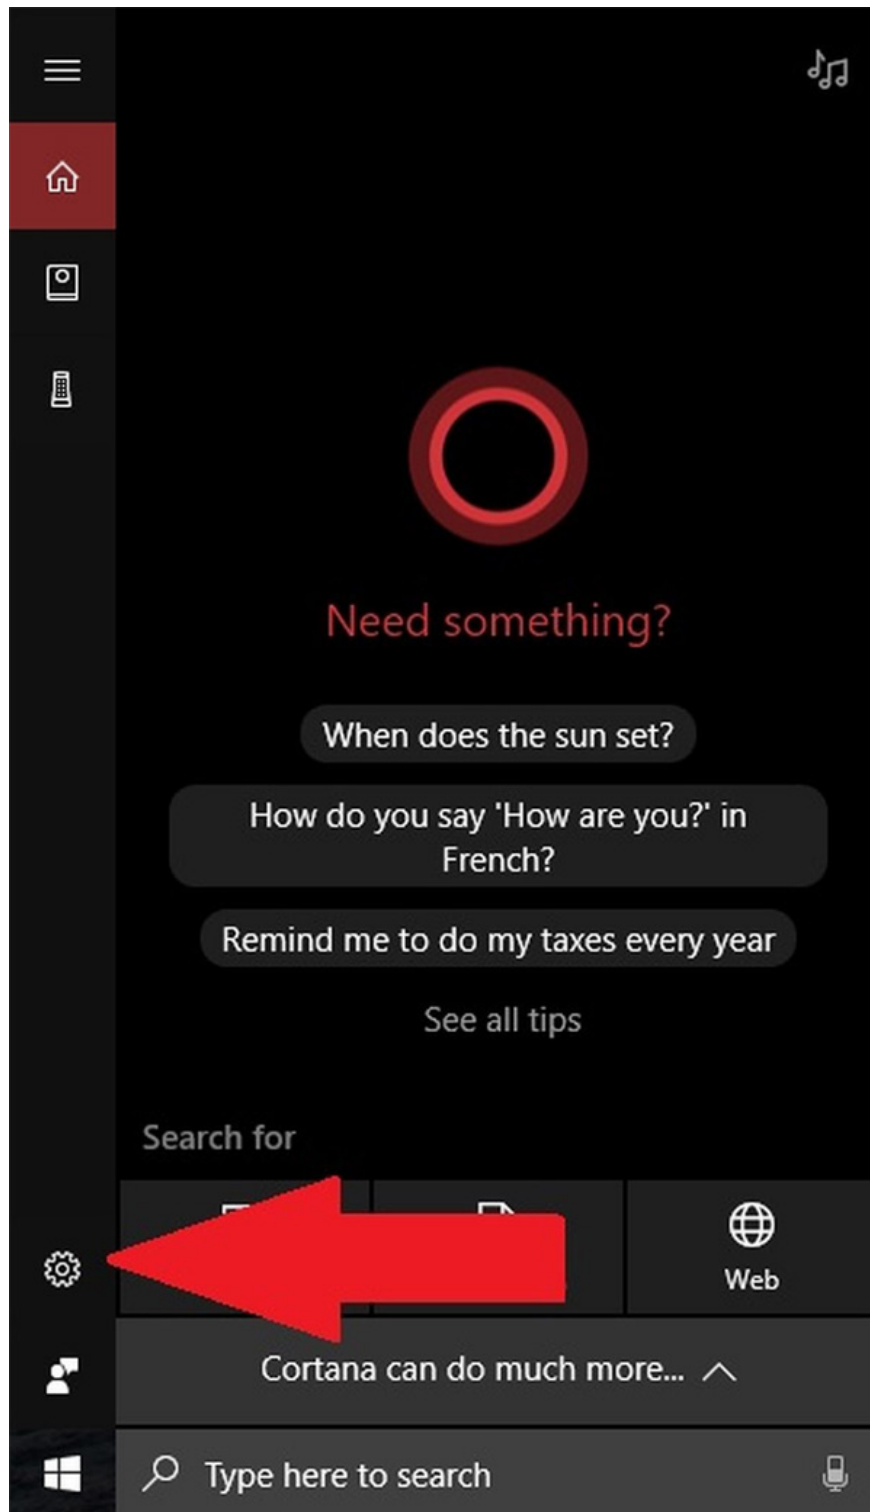 Need something?
When does the sun set?
How do you say 'How are you?' in
French?
Remind me to do my taxes every year
See all tips
Search for
Web
Cortana can do much more...
Type here to search